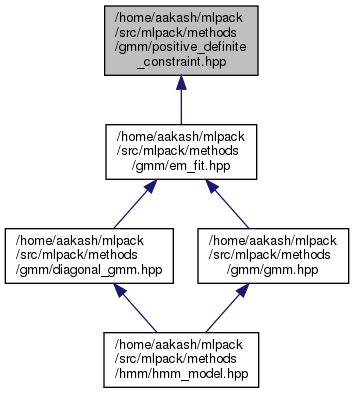 /home/aakash/mlpack
/src/mlpack/methods
/gmm/positive_definite
_constraint.hpp
/home/aakash/mlpack
/src/mlpack/methods
/gmm/em_fit.hpp
/home/aakash/mlpack
/src/mlpack/methods
/gmm/diagonal_gmm.hpp
/home/aakash/mlpack
/src/mlpack/methods
/gmm/gmm.hpp
/home/aakash/mlpack
/src/mlpack/methods
/hmm/hmm_model.hpp